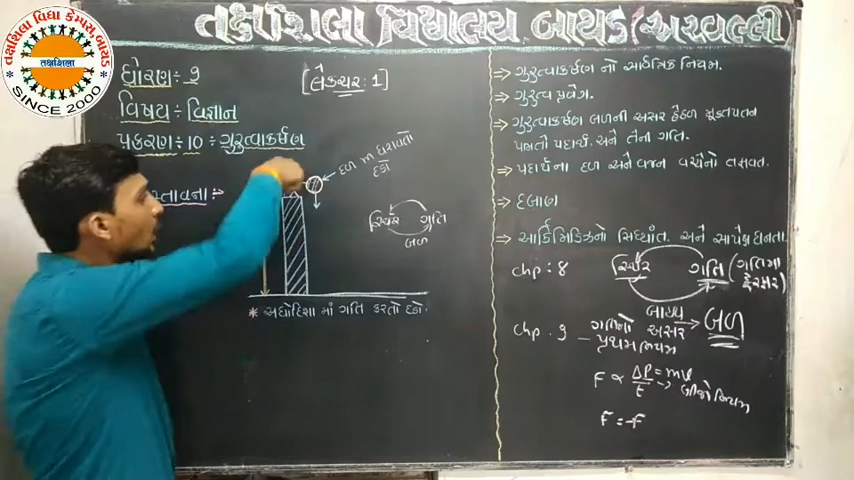 તક્ષશિલા વિદ્યાલય બાયડ (અરવલ્લી)
તક્ષશિલા વિદ્યા કેમ્પસ, બાયડ
તક્ષશિલા
SINCE 2000
ધોરણ ÷ 9
[લેક્ચર : 1]
વિષય ÷ વિજ્ઞાન
પ્રકરણ ÷ 10 ÷ ગુરુત્વાકર્ષણ
સ્તાવના :-
દળ m ધરાવતો
દડો
સ્થિર ગતિ
બળ
* અધોદિશા માં ગતિ કરતો દડો.
⇒ ગુરુત્વાકર્ષણ નો સાર્વત્રિક નિયમ.
⇒ ગુરુત્વ પ્રવેગ.
⇒ ગુરુત્વાકર્ષણ બળની અસર હેઠળ મુક્તપતન
પામતો પદાર્થ. અને તેની ગતિ.
⇒ પદાર્થના દળ અને વજન વચ્ચેનો તફાવત.
⇒ દબાણ
⇒ આર્કિમિડિઝનો સિધ્ધાંત. અને સાપેક્ષ ઘનતા.
chp : 8 સ્થિર ગતિ (ગતિમાં
ફેરફાર)
chp . 9 - ગતિનો પ્રથમ નિયમ
બાહ્ય અસર → બળ
F ∝ ΔP/t = mv → બીજો નિયમ
F = -F